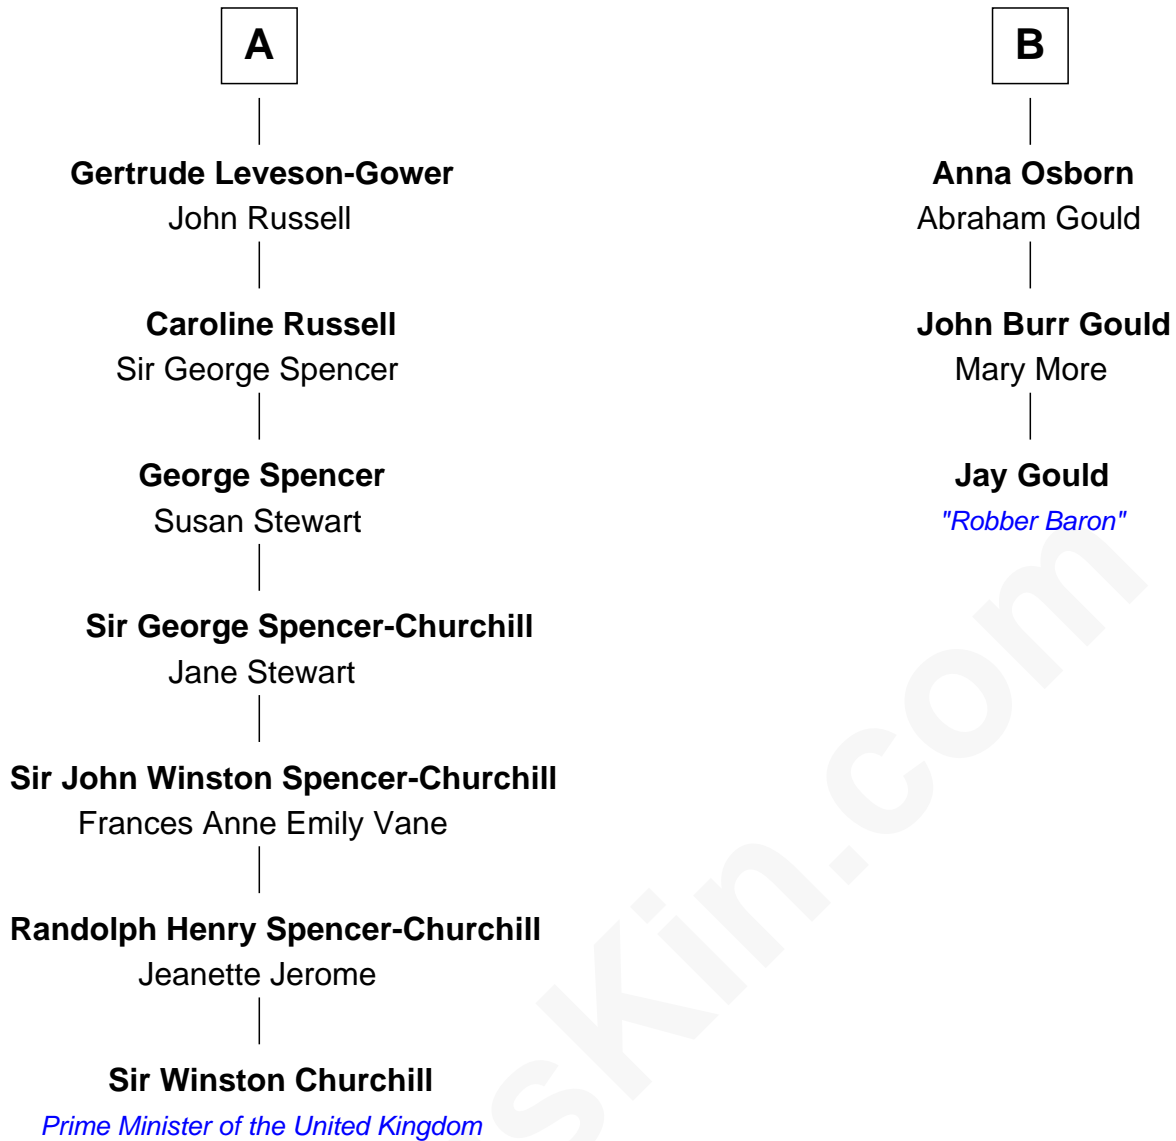 A
Gertrude Leveson-Gower
John Russell
Caroline Russell
Sir George Spencer
George Spencer
Susan Stewart
Sir George Spencer-Churchill
Jane Stewart
Sir John Winston Spencer-Churchill
Frances Anne Emily Vane
Randolph Henry Spencer-Churchill
Jeanette Jerome
Sir Winston Churchill
Prime Minister of the United Kingdom
B
Anna Osborn
Abraham Gould
John Burr Gould
Mary More
Jay Gould
"Robber Baron"
sKin.com